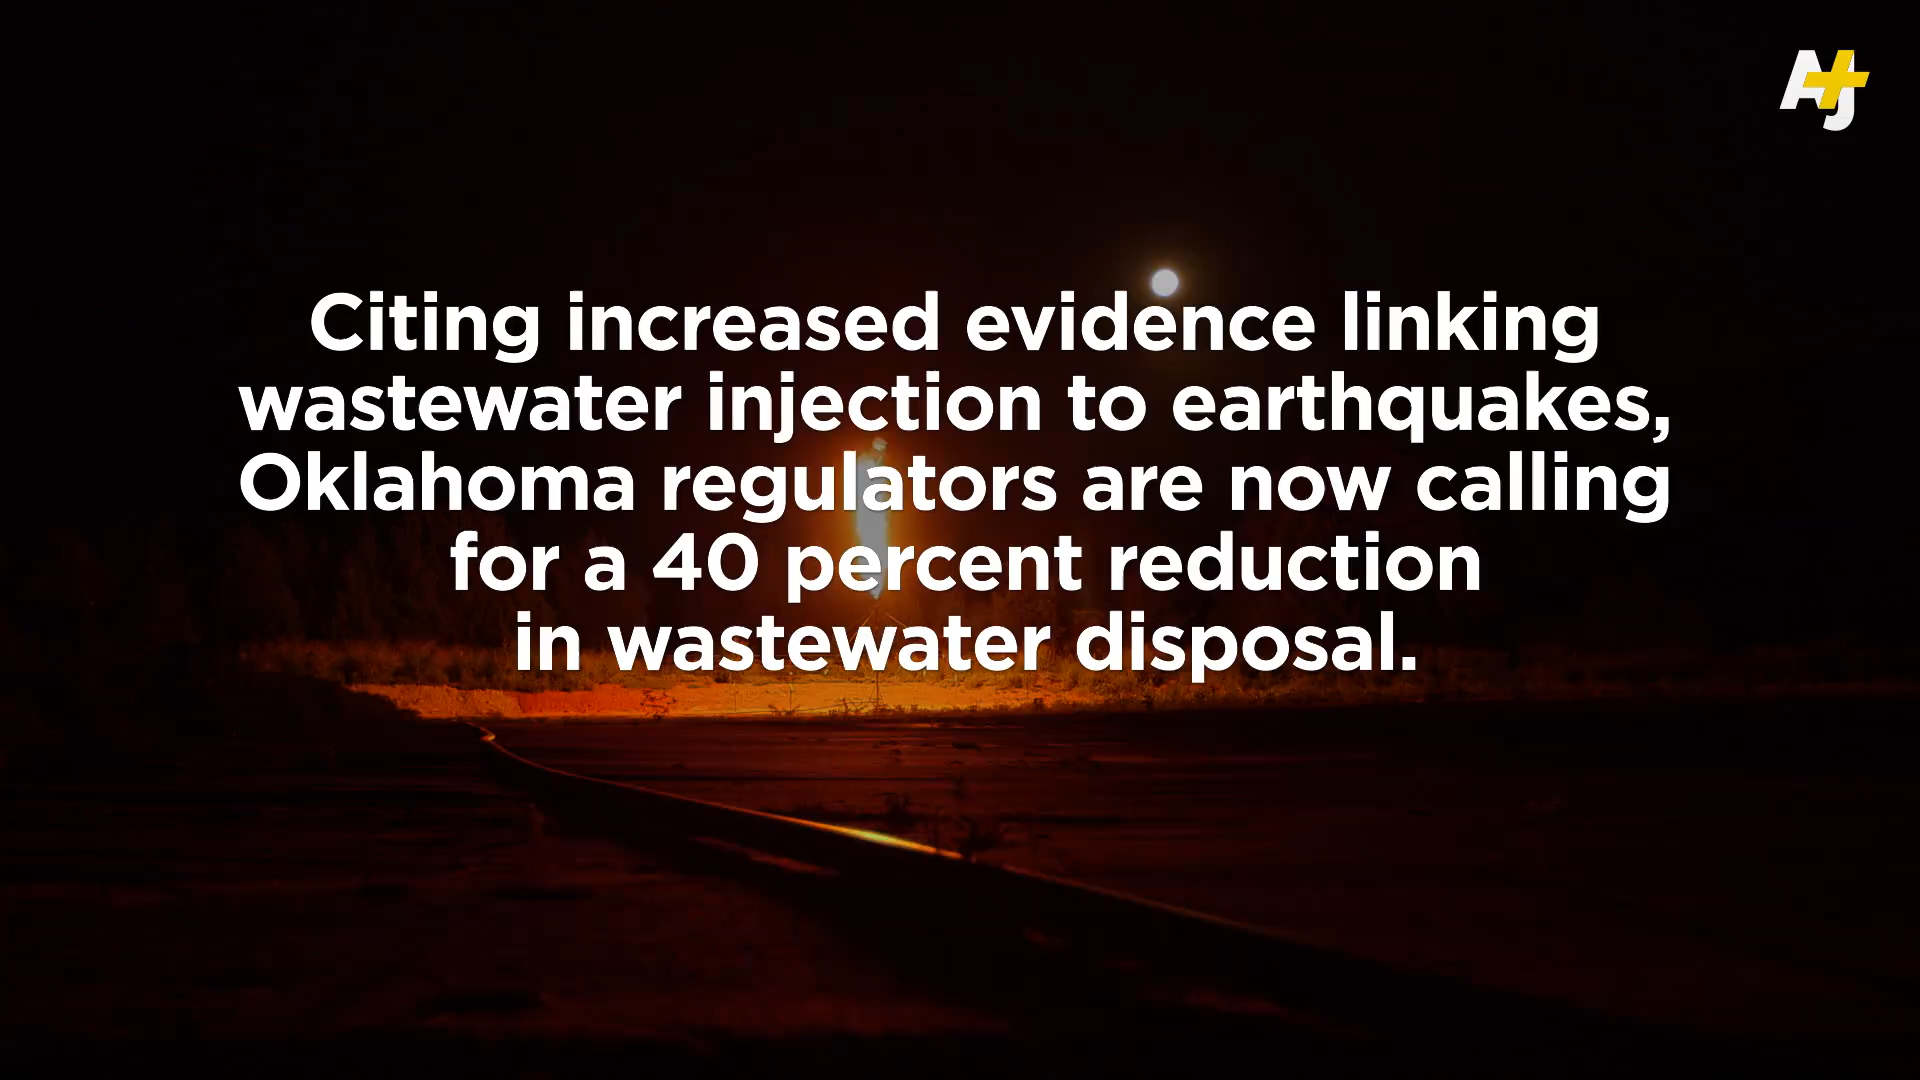 AJ+
Citing increased evidence linking
wastewater injection to earthquakes,
Oklahoma regulators are now calling
for a 40 percent reduction
in wastewater disposal.